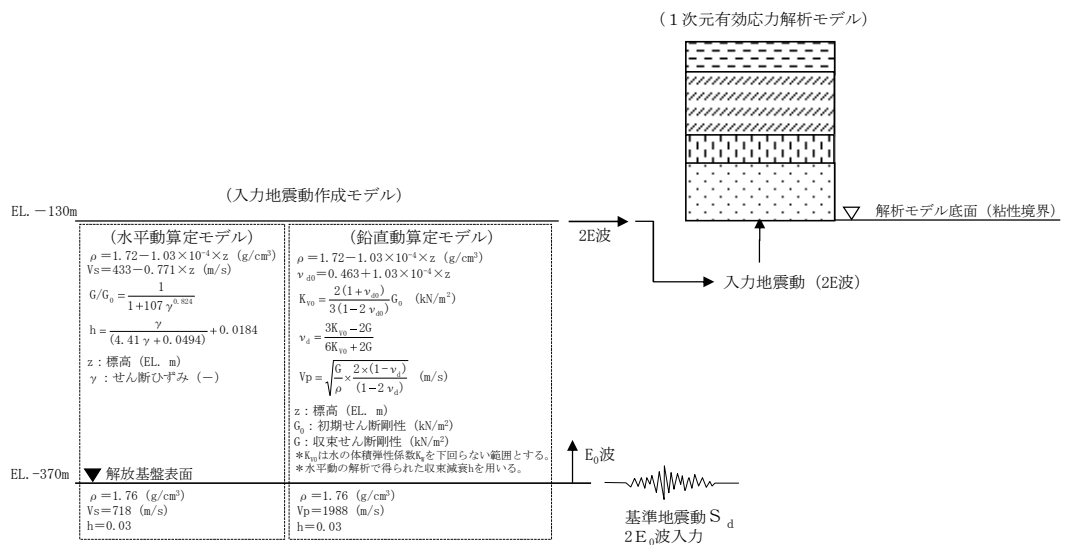 (1次元有効応力解析モデル)
(入力地震動作成モデル)
EL. －130m
解析モデル底面（粘性境界）
2E波
入力地震動（2E波）
(水平動算定モデル)
ρ＝1.72－1.03×10⁻⁴×z (g/cm³)
Vs＝433－0.771×z (m/s)
G/G₀ = 1 / (1+107 γ^0.824)
h = γ / (4.41 γ + 0.0494) + 0.0184
z：標高 (EL. m)
γ：せん断ひずみ (－)
(鉛直動算定モデル)
ρ＝1.72－1.03×10⁻⁴×z (g/cm³)
ν_d0＝0.463＋1.03×10⁻⁴×z
K_V0 = 2(1+ν_d0) / 3(1-2ν_d0) G₀ (kN/m²)
ν_d = (3K_V0 - 2G) / (6K_V0 + 2G)
Vp = √(G/ρ × 2×(1-ν_d) / (1-2ν_d)) (m/s)
z：標高 (EL. m)
G₀：初期せん断剛性 (kN/m²)
G：収束せん断剛性 (kN/m²)
＊K_V0は水の体積弾性係数K_Wを下回らない範囲とする。
＊水平動の解析で得られた収束減衰hを用いる。
E₀波
EL. -370m
解放基盤表面
ρ＝1.76 (g/cm³)
Vs＝718 (m/s)
h＝0.03
ρ＝1.76 (g/cm³)
Vp＝1988 (m/s)
h＝0.03
基準地震動Ｓ_d
２Ｅ₀波入力